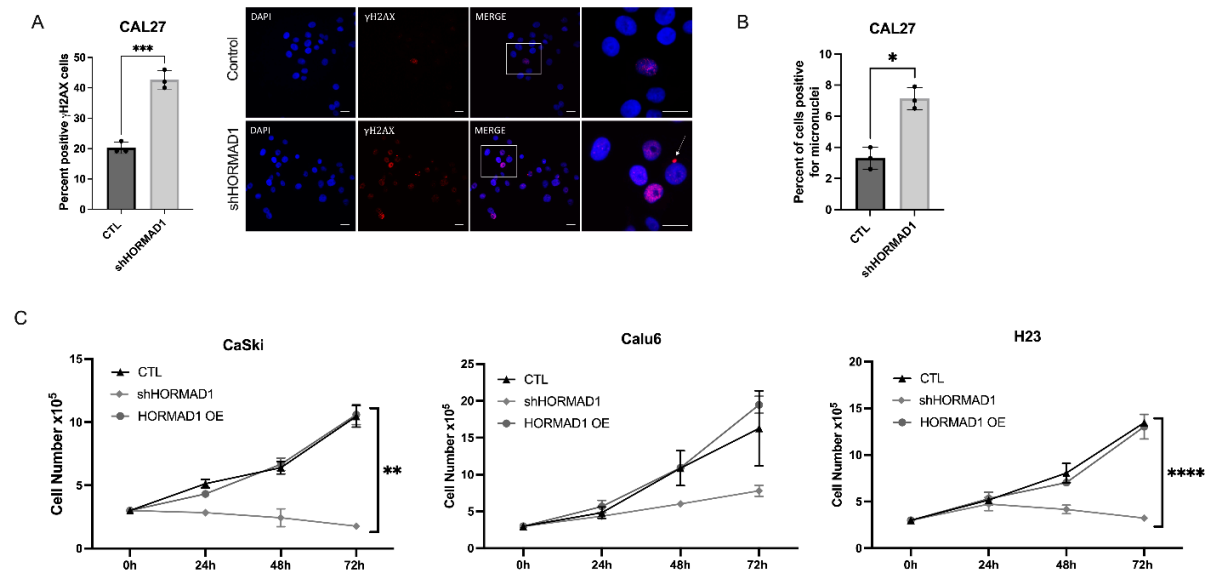 A
CAL27
***
Percent positive γH2AX cells
50
40
30
20
10
0
CTL
shHORMAD1
DAPI
γH2AX
MERGE
Control
DAPI
γH2AX
MERGE
shHORMAD1
B
CAL27
*
Percent of cells positive
for micronuclei
10
8
6
4
2
0
CTL
shHORMAD1
C
CaSki
CTL
shHORMAD1
HORMAD1 OE
Cell Number x10⁵
15
10
5
0
0h 24h 48h 72h
**
Calu6
CTL
shHORMAD1
HORMAD1 OE
Cell Number x10⁵
25
20
15
10
5
0
0h 24h 48h 72h
H23
CTL
shHORMAD1
HORMAD1 OE
Cell Number x10⁵
20
15
10
5
0
0h 24h 48h 72h
****